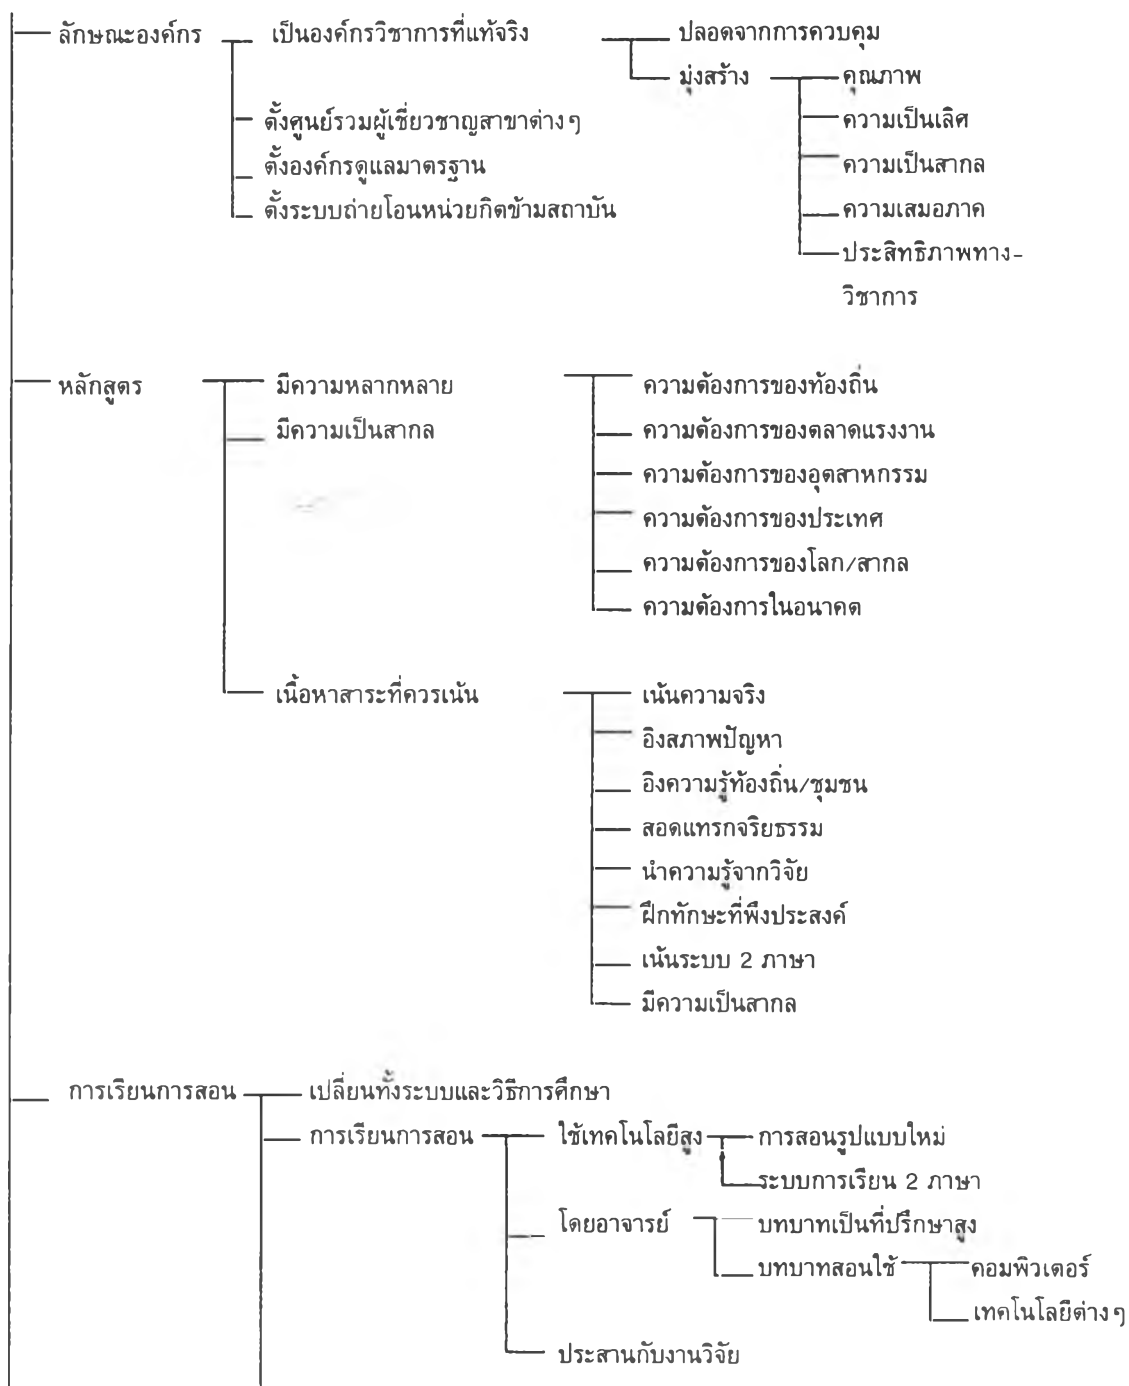 ลักษณะองค์กร เป็นองค์กรวิชาการที่แท้จริง ปลอดจากการควบคุม
มุ่งสร้าง คุณภาพ
ตั้งศูนย์รวมผู้เชี่ยวชาญสาขาต่างๆ ความเป็นเลิศ
ตั้งองค์กรดูแลมาตรฐาน ความเป็นสากล
ตั้งระบบถ่ายโอนหน่วยกิตข้ามสถาบัน ความเสมอภาค
ประสิทธิภาพทาง-
วิชาการ
หลักสูตร มีความหลากหลาย ความต้องการของท้องถิ่น
มีความเป็นสากล ความต้องการของตลาดแรงงาน
ความต้องการของอุตสาหกรรม
ความต้องการของประเทศ
ความต้องการของโลก/สากล
ความต้องการในอนาคต
เนื้อหาสาระที่ควรเน้น เน้นความจริง
อิงสภาพปัญหา
อิงความรู้ท้องถิ่น/ชุมชน
สอดแทรกจริยธรรม
นำความรู้จากวิจัย
ฝึกทักษะที่พึงประสงค์
เน้นระบบ 2 ภาษา
มีความเป็นสากล
การเรียนการสอน เปลี่ยนทั้งระบบและวิธีการศึกษา
การเรียนการสอน ใช้เทคโนโลยีสูง การสอนรูปแบบใหม่
ระบบการเรียน 2 ภาษา
โดยอาจารย์ บทบาทเป็นที่ปรึกษาสูง
บทบาทสอนใช้ คอมพิวเตอร์
เทคโนโลยีต่างๆ
ประสานกับงานวิจัย